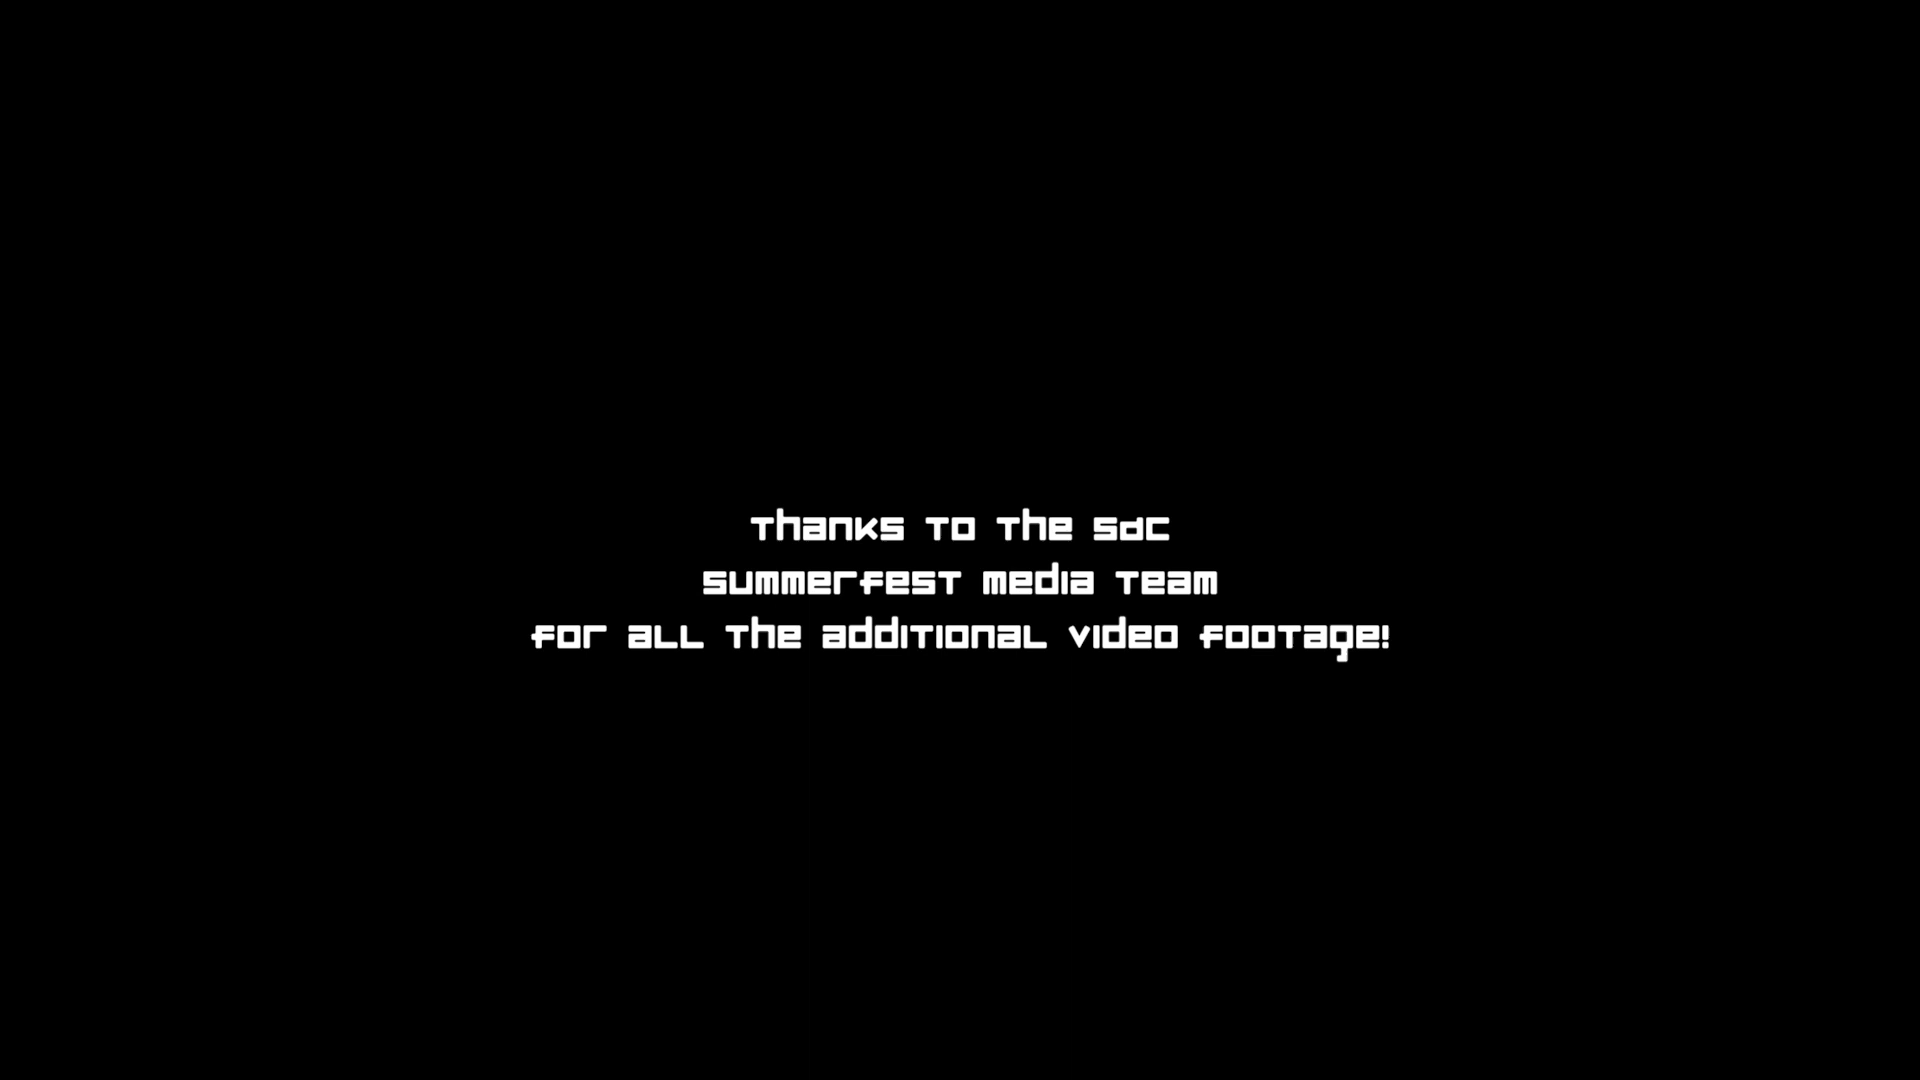 Thanks to the SDC
Summerfest Media Team
for all the additional video footage!